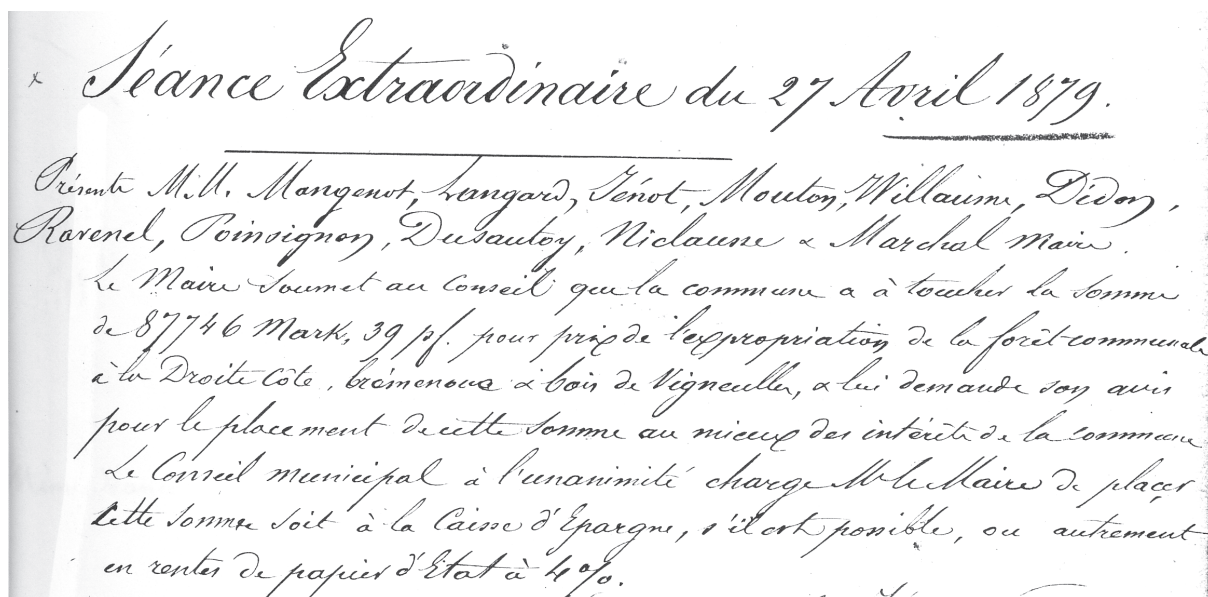 Séance Extraordinaire du 27 Avril 1879.
Présents M.M. Mangenot, Langard, Jénot, Mouton, Willaume, Didon,
Ravenel, Poinsignon, Dusautoy, Niclausse & Marchal Maire.
Le Maire soumet au Conseil que la commune a à toucher la somme
de 87746 Mark, 39 pf. pour prix de l'expropriation de la forêt communale
à la Droite Côte, & bois de Vigneulles, & lui demande son avis
pour le placement de cette somme au mieux des intérêts de la commune
Le Conseil municipal à l'unanimité charge Mr le Maire de placer
cette somme soit à la Caisse d'Epargne, s'il est possible, ou autrement
en rentes de papier d'Etat à 4%.